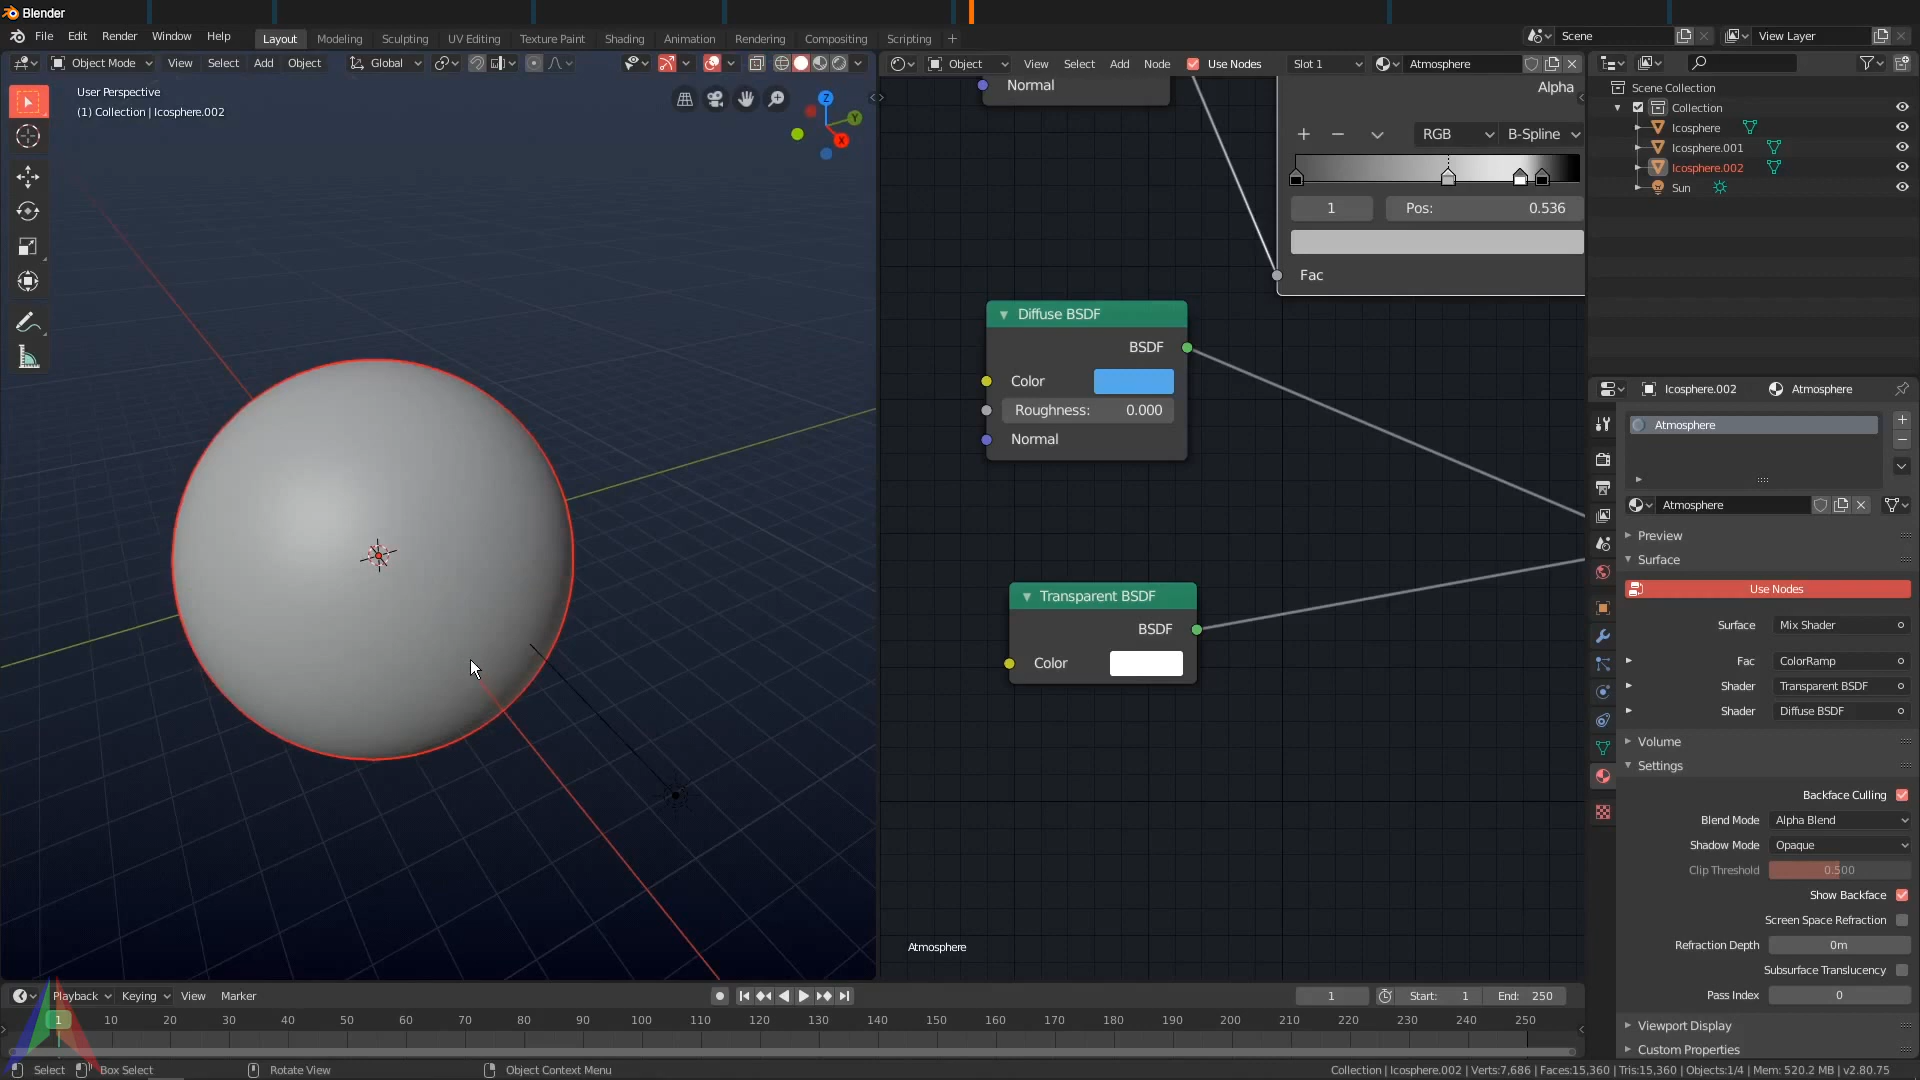 Blender
File Edit Render Window Help
Layout Modeling Sculpting UV Editing Texture Paint Shading Animation Rendering Compositing Scripting +
Scene
View Layer
Object Mode View Select Add Object Global
Object View Select Add Node Use Nodes Slot 1 Atmosphere
User Perspective
(1) Collection | Icosphere.002
Z
Y
X
Normal
Alpha
RGB B-Spline
1 Pos: 0.536
Fac
Diffuse BSDF
BSDF
Color
Roughness: 0.000
Normal
Transparent BSDF
BSDF
Color
Atmosphere
Scene Collection
Collection
Icosphere
Icosphere.001
Icosphere.002
Sun
Icosphere.002 Atmosphere
Atmosphere
Atmosphere
Preview
Surface
Use Nodes
Surface Mix Shader
Fac ColorRamp
Shader Transparent BSDF
Shader Diffuse BSDF
Volume
Settings
Backface Culling
Blend Mode Alpha Blend
Shadow Mode Opaque
Clip Threshold 0.500
Show Backface
Screen Space Refraction
Refraction Depth 0m
Subsurface Translucency
Pass Index 0
Viewport Display
Custom Properties
Playback Keying View Marker
1 Start: 1 End: 250
1 10 20 30 40 50 60 70 80 90 100 110 120 130 140 150 160 170 180 190 200 210 220 230 240 250
Select Box Select Rotate View Object Context Menu
Collection | Icosphere.002 | Verts:7,686 | Faces:15,360 | Tris:15,360 | Objects:1/4 | Mem: 520.2 MB | v2.80.75